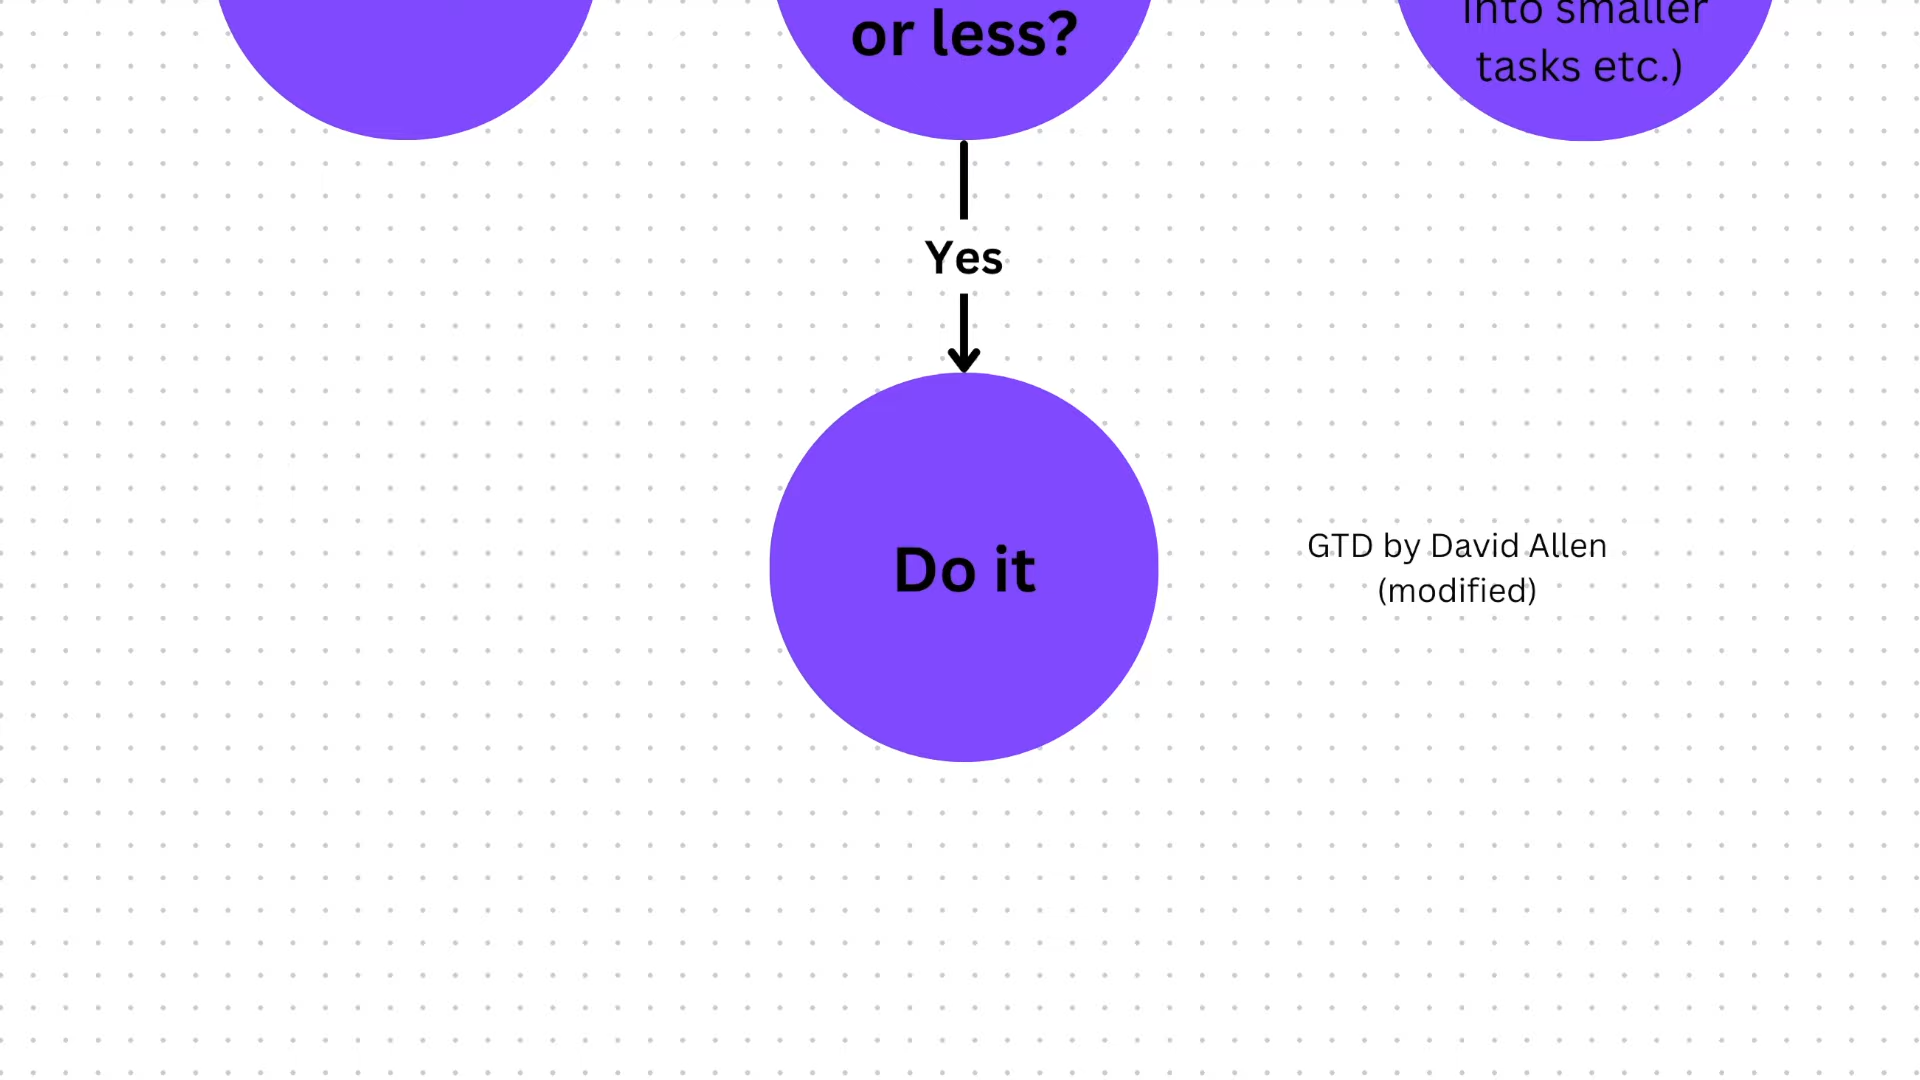 or less?
into smaller
tasks etc.)
Yes
Do it
GTD by David Allen
(modified)